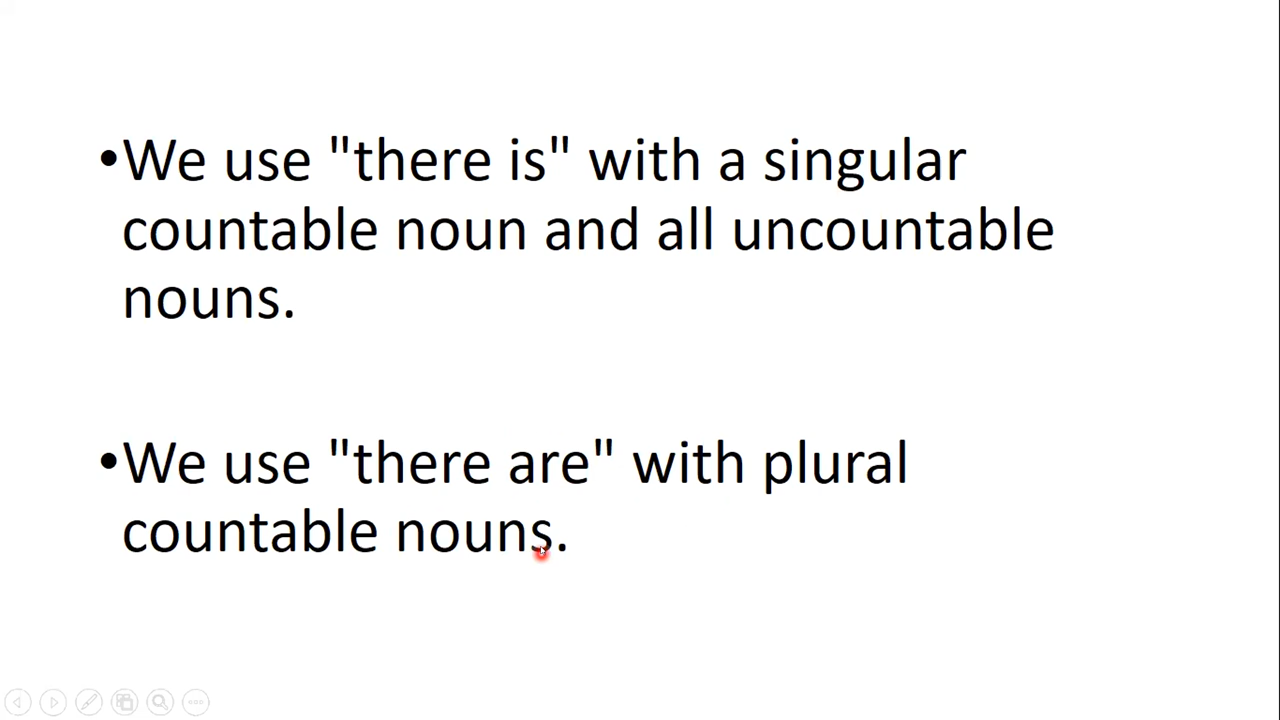 •We use "there is" with a singular
countable noun and all uncountable
nouns.
•We use "there are" with plural
countable nouns.